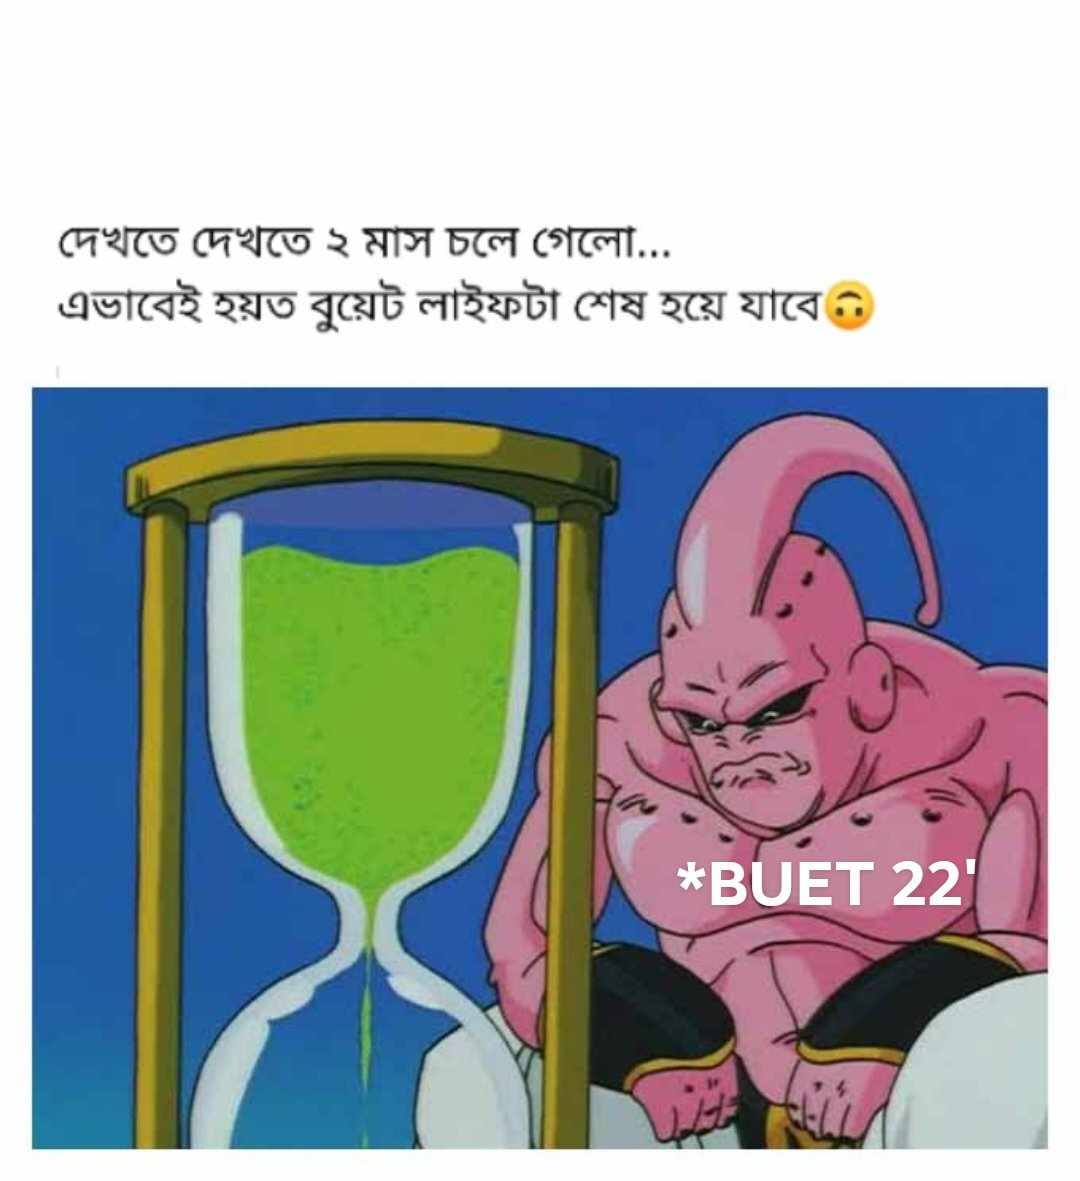 দেখতে দেখতে ২ মাস চলে গেলো...
এভাবেই হয়ত বুয়েট লাইফটা শেষ হয়ে যাবে🙃
*BUET 22'